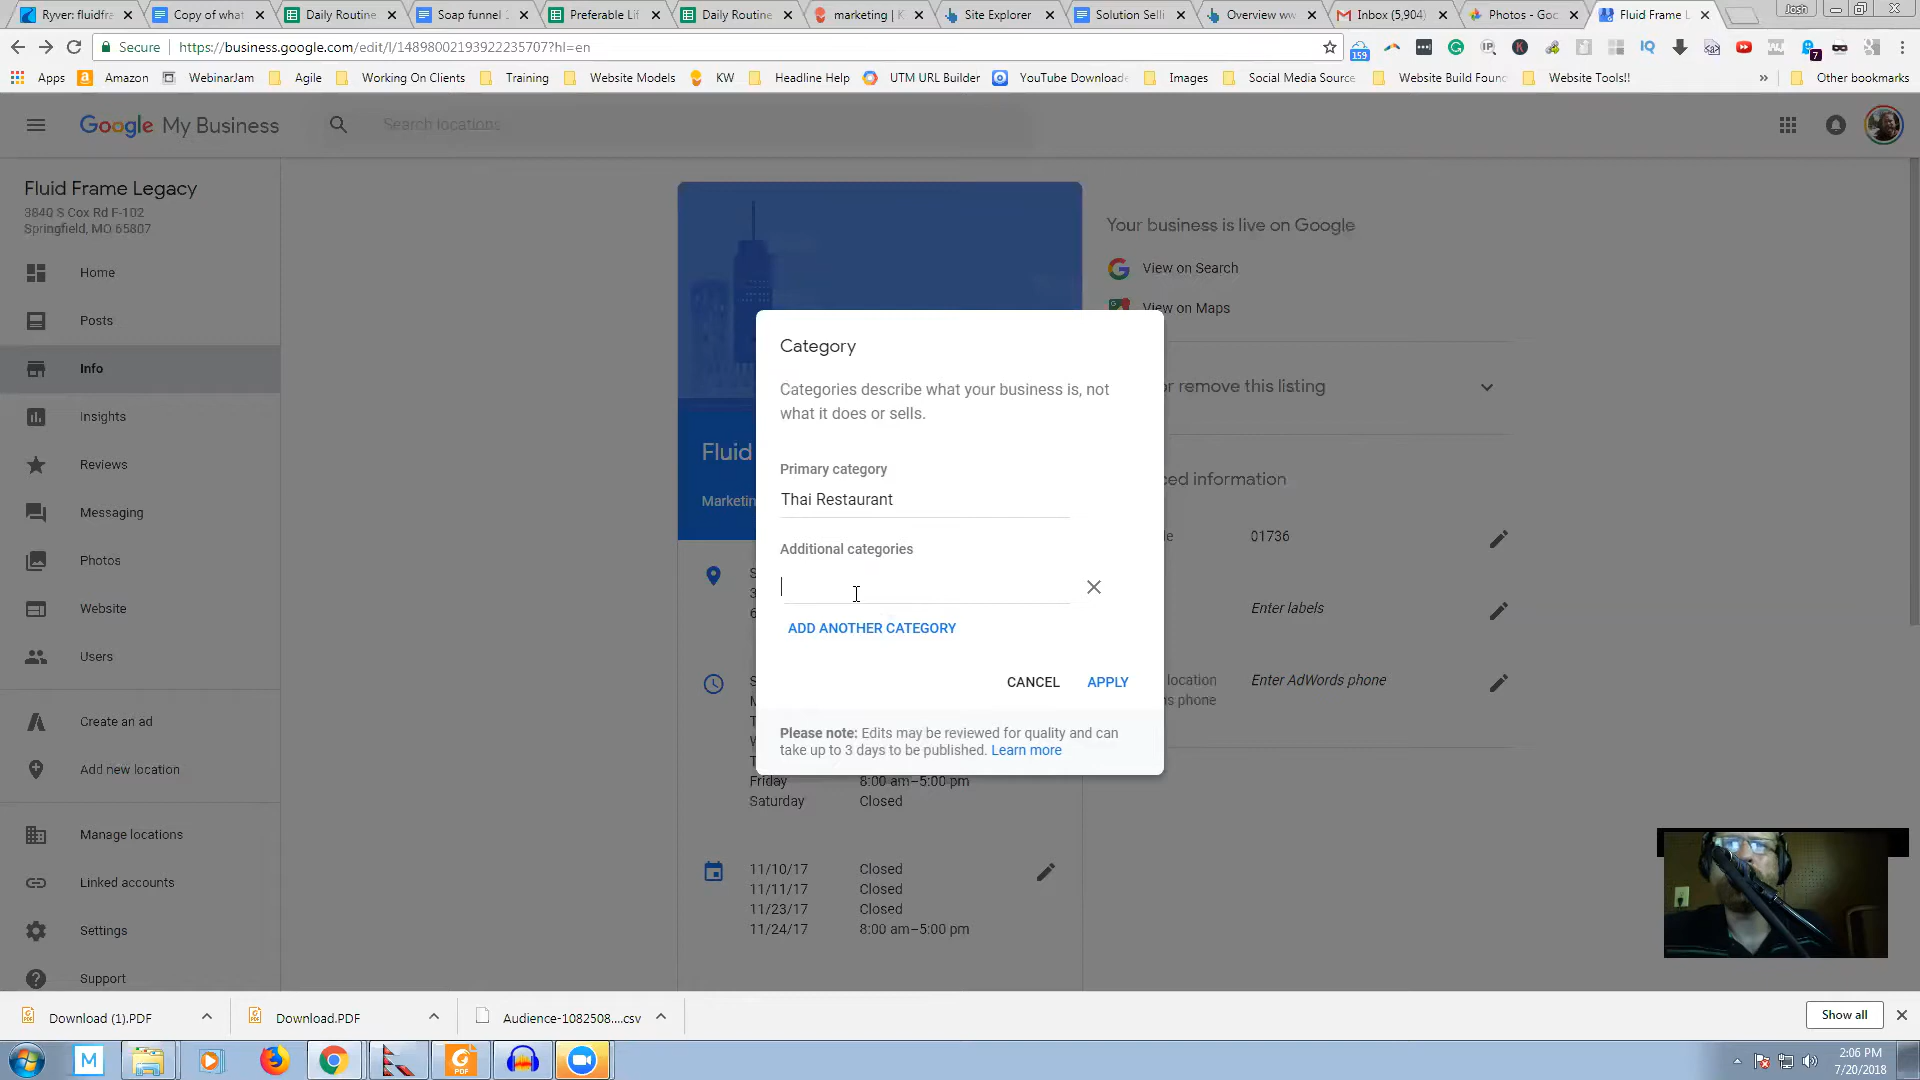 Ryver: fluidfra
Copy of what
Daily Routine
Soap funnel
Preferable Lif
Daily Routine
marketing | K
Site Explorer
Solution Selli
Overview ww
Inbox (5,904)
Photos - Goo
Fluid Frame L
Josh
Secure
https://business.google.com/edit/l/14898002193922235707?hl=en
159
7
Apps
Amazon
WebinarJam
Agile
Working On Clients
Training
Website Models
KW
Headline Help
UTM URL Builder
YouTube Downloade
Images
Social Media Source
Website Build Foun
Website Tools!!
»
Other bookmarks
Google My Business
Search locations
Fluid Frame Legacy
3840 S Cox Rd F-102
Springfield, MO 65807
Home
Posts
Info
Insights
Reviews
Messaging
Photos
Website
Users
Create an ad
Add new location
Manage locations
Linked accounts
Settings
Support
Fluid
Marketin
Your business is live on Google
View on Search
View on Maps
or remove this listing
ced information
01736
Enter labels
location
s phone
Enter AdWords phone
Category
Categories describe what your business is, not
what it does or sells.
Primary category
Thai Restaurant
Additional categories
ADD ANOTHER CATEGORY
CANCEL
APPLY
Please note: Edits may be reviewed for quality and can
take up to 3 days to be published. Learn more
Friday 8:00 am–5:00 pm
Saturday Closed
11/10/17 Closed
11/11/17 Closed
11/23/17 Closed
11/24/17 8:00 am–5:00 pm
Download (1).PDF
Download.PDF
Audience-1082508....csv
Show all
M
PDF
2:06 PM
7/20/2018